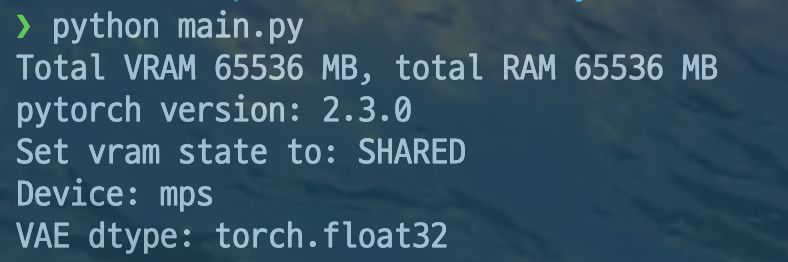 ❯ python main.py
Total VRAM 65536 MB, total RAM 65536 MB
pytorch version: 2.3.0
Set vram state to: SHARED
Device: mps
VAE dtype: torch.float32